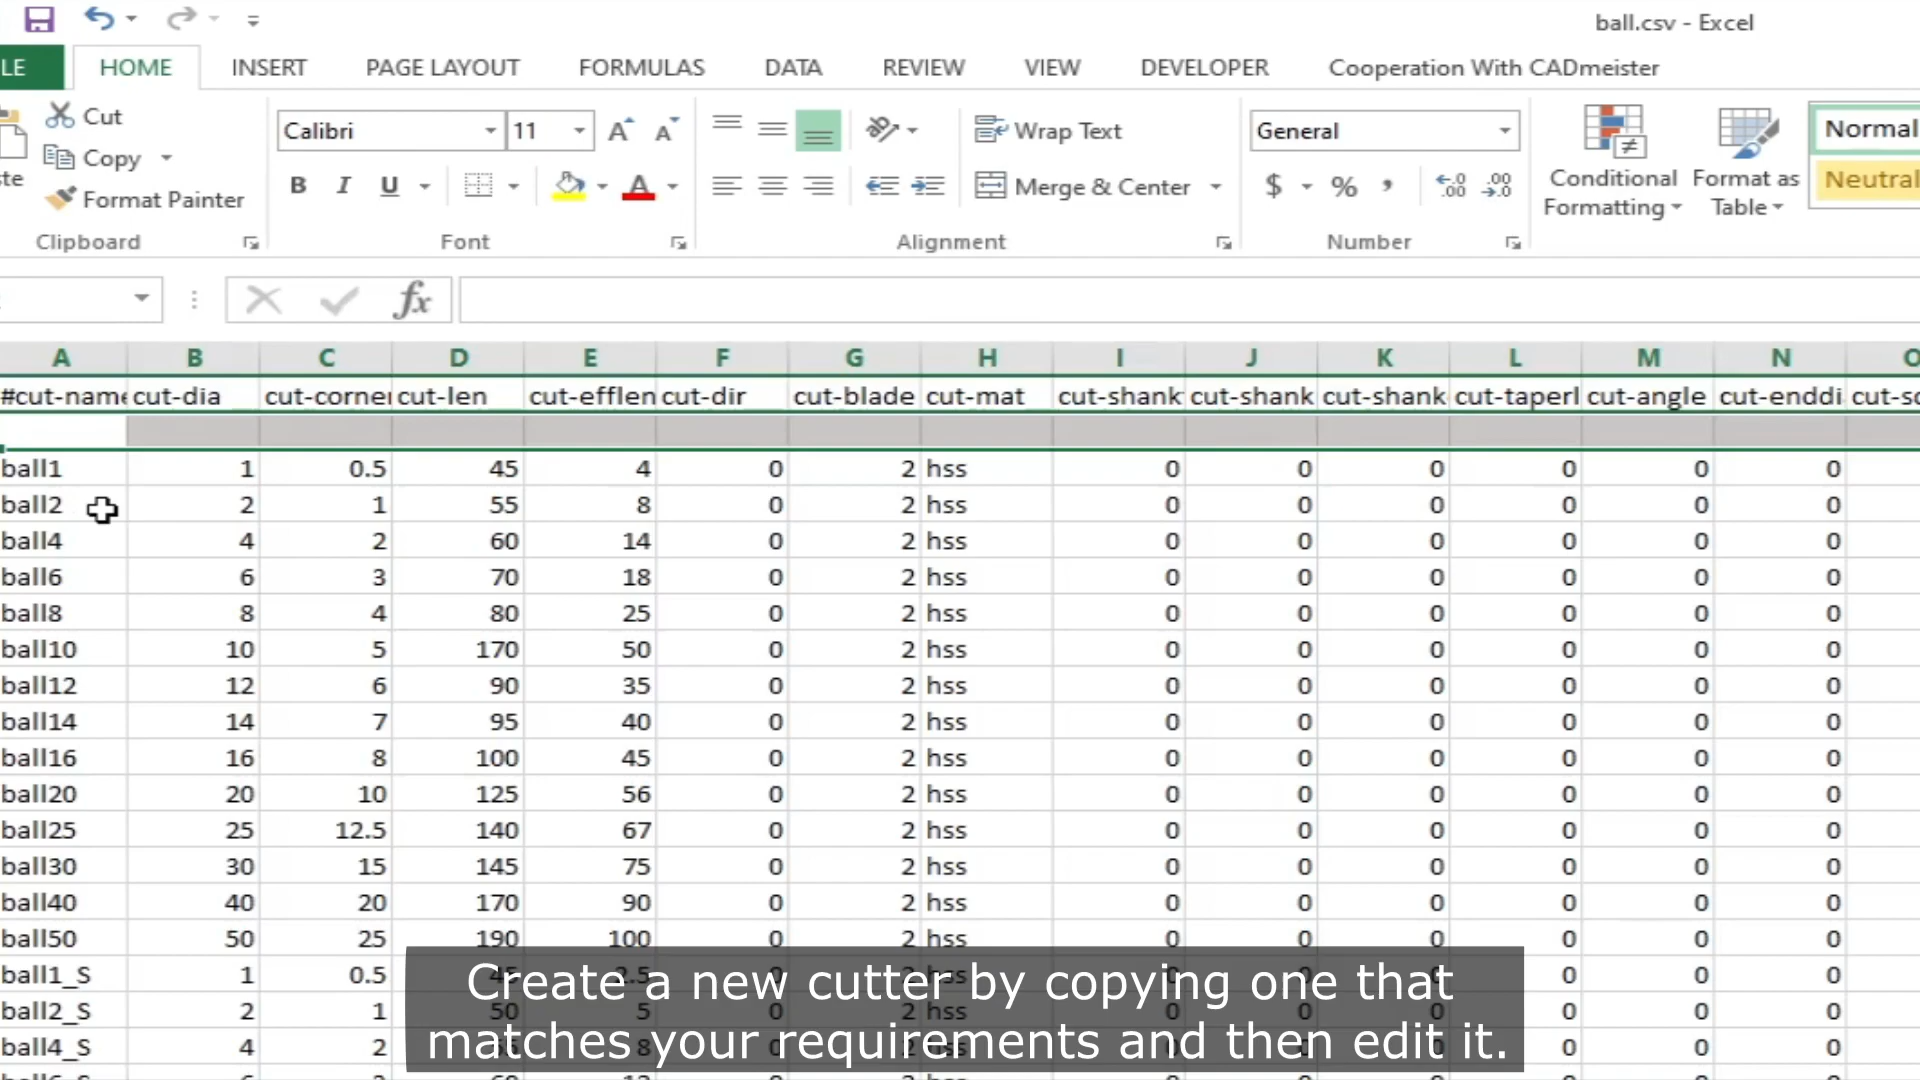 ball.csv - Excel
LE HOME INSERT PAGE LAYOUT FORMULAS DATA REVIEW VIEW DEVELOPER Cooperation With CADmeister
Cut
Copy
Format Painter
ste
Clipboard
Calibri 11
B I U A
Font
Wrap Text
Merge & Center
Alignment
General
$ % ,
Number
Conditional Formatting
Format as Table
Normal
Neutral
fx
A B C D E F G H I J K L M N O
#cut-name cut-dia cut-corner cut-len cut-efflen cut-dir cut-blade cut-mat cut-shank cut-shank cut-shank cut-taperl cut-angle cut-enddi cut-so
ball1 1 0.5 45 4 0 2 hss 0 0 0 0 0 0
ball2 2 1 55 8 0 2 hss 0 0 0 0 0 0
ball4 4 2 60 14 0 2 hss 0 0 0 0 0 0
ball6 6 3 70 18 0 2 hss 0 0 0 0 0 0
ball8 8 4 80 25 0 2 hss 0 0 0 0 0 0
ball10 10 5 170 50 0 2 hss 0 0 0 0 0 0
ball12 12 6 90 35 0 2 hss 0 0 0 0 0 0
ball14 14 7 95 40 0 2 hss 0 0 0 0 0 0
ball16 16 8 100 45 0 2 hss 0 0 0 0 0 0
ball20 20 10 125 56 0 2 hss 0 0 0 0 0 0
ball25 25 12.5 140 67 0 2 hss 0 0 0 0 0 0
ball30 30 15 145 75 0 2 hss 0 0 0 0 0 0
ball40 40 20 170 90 0 2 hss 0 0 0 0 0 0
ball50 50 25 190 100 0 2 hss 0 0 0 0 0 0
ball1_S 1 0.5 0 0 0
ball2_S 2 1 50 5 0 2 hss 0 0 0
ball4_S 4 2 0 0 0
Create a new cutter by copying one that
matches your requirements and then edit it.